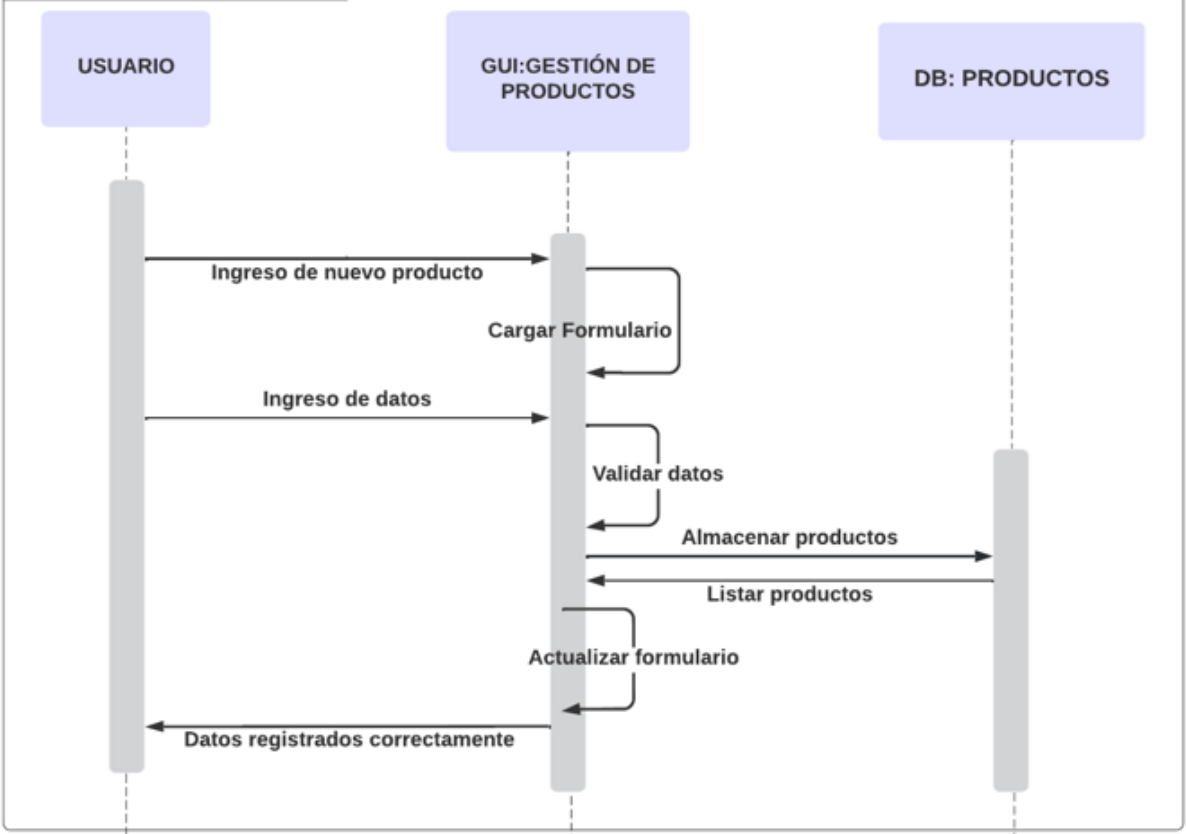 USUARIO
GUI:GESTIÓN DE
PRODUCTOS
DB: PRODUCTOS
Ingreso de nuevo producto
Cargar Formulario
Ingreso de datos
Validar datos
Almacenar productos
Listar productos
Actualizar formulario
Datos registrados correctamente